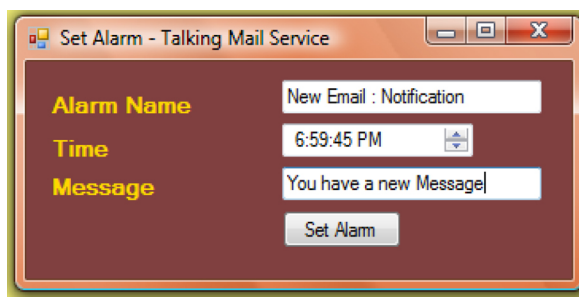 Set Alarm - Talking Mail Service
Alarm Name New Email : Notification
Time 6:59:45 PM
Message You have a new Message
Set Alarm